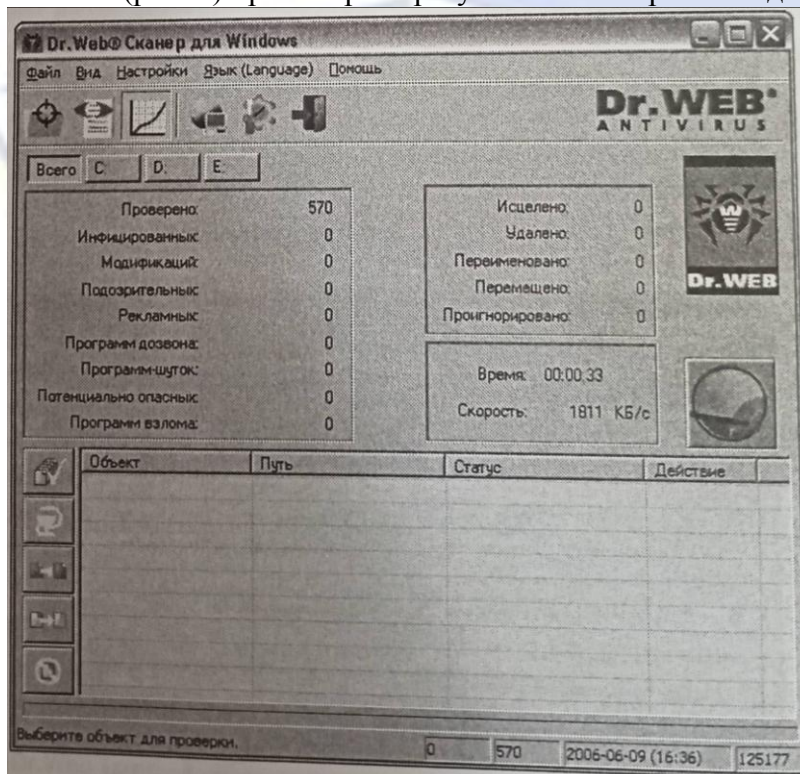 Dr.Web® Сканер для Windows
Файл Вид Настройки Язык (Language) Помощь
Dr.WEB®
ANTIVIRUS
Всего C: D: E:
Проверено: 570
Инфицированных: 0
Модификаций: 0
Подозрительных: 0
Рекламных: 0
Программ дозвона: 0
Программ-шуток: 0
Потенциально опасных: 0
Программ взлома: 0
Исцелено: 0
Удалено: 0
Переименовано: 0
Перемещено: 0
Проигнорировано: 0
Время: 00:00:33
Скорость: 1811 КБ/с
Dr.WEB
Объект Путь Статус Действие
Выберите объект для проверки. 0 570 2006-06-09 (16:36) 125177